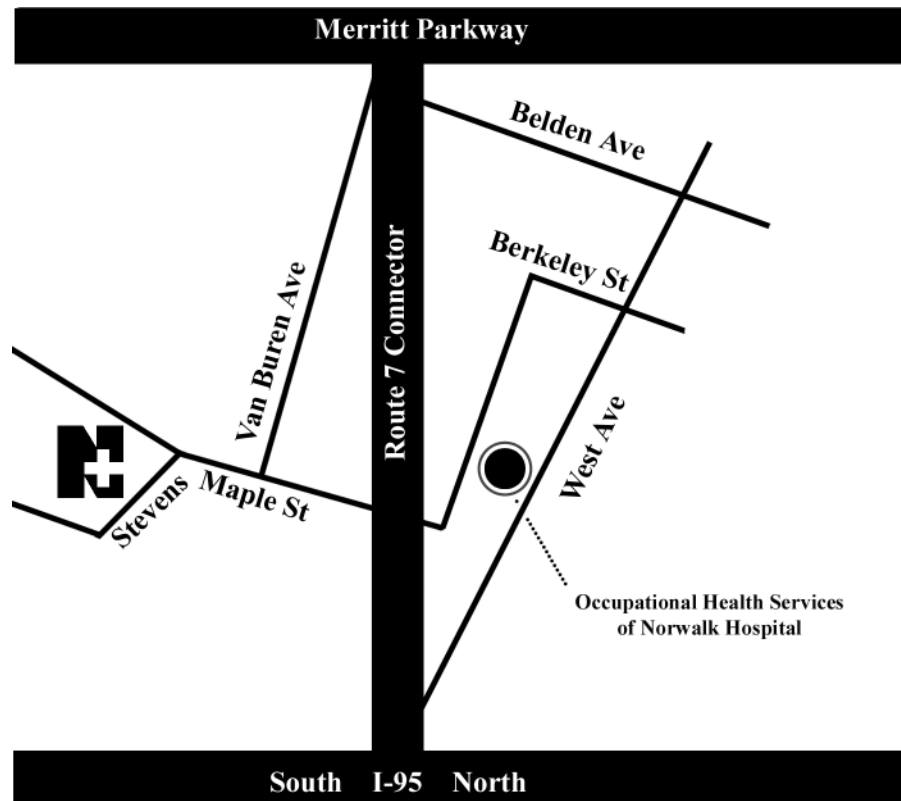 Merritt Parkway
Belden Ave
Berkeley St
Van Buren Ave
Route 7 Connector
West Ave
Stevens
Maple St
Occupational Health Services
of Norwalk Hospital
South I-95 North